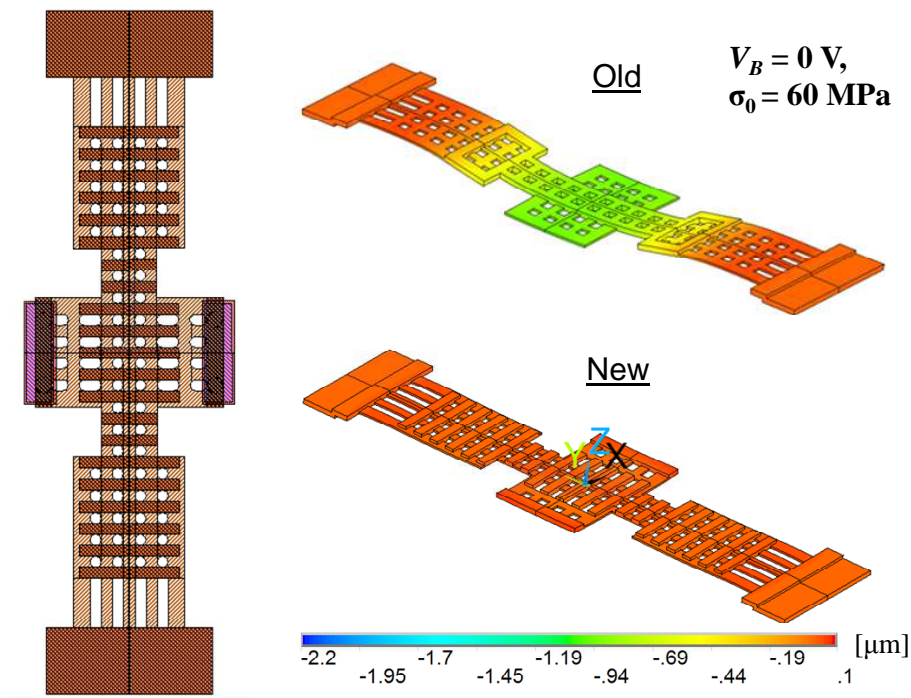 Old
V_B = 0 V,
σ₀ = 60 MPa
New
Z
Y X
[μm]
-2.2 -1.7 -1.19 -.69 -.19
-1.95 -1.45 -.94 -.44 .1